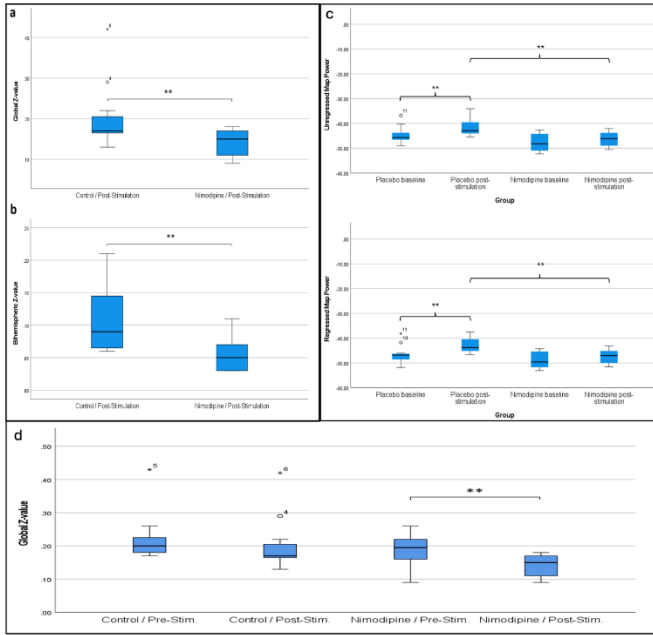 a
Global Z-value
.40
.30
.20
.10
*6
o4
**
Control / Post-Stimulation
Nimodipine / Post-Stimulation
b
Bihemispheric Z-value
.25
.20
.15
.10
.05
.00
**
Control / Post-Stimulation
Nimodipine / Post-Stimulation
c
Unregressed Map Power
.00
-10.00
-20.00
-30.00
-40.00
-50.00
-60.00
11
**
**
Placebo baseline
Placebo post-
stimulation
Nimodipine baseline
Nimodipine post-
stimulation
Group
Regressed Map Power
.00
-10.00
-20.00
-30.00
-40.00
-50.00
-60.00
**
**
Placebo baseline
Placebo post-
stimulation
Nimodipine baseline
Nimodipine post-
stimulation
Group
d
Global Z-value
.50
.40
.30
.20
.10
.00
*5
*6
o4
**
Control / Pre-Stim.
Control / Post-Stim.
Nimodipine / Pre-Stim.
Nimodipine / Post-Stim.